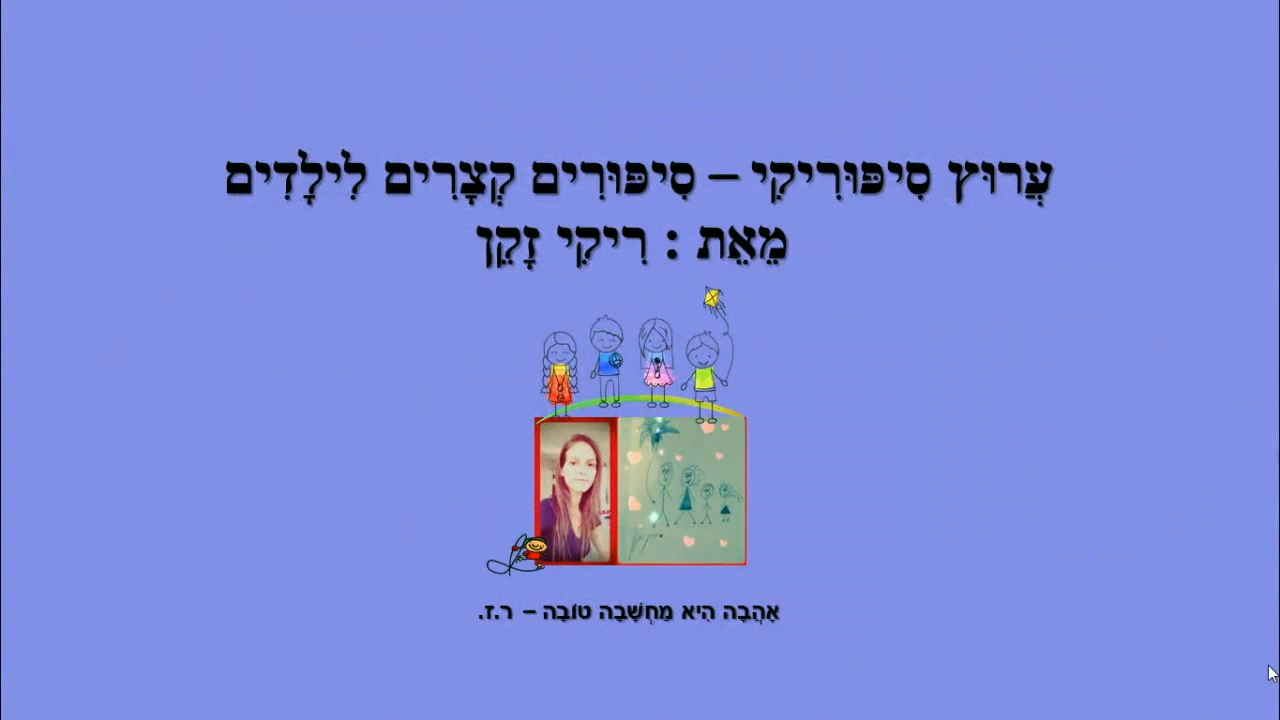 עֲרוּץ סִיפּוּרִיקִי – סִיפּוּרִים קְצָרִים לִילָדִים
מֵאֵת : רִיקִי זָקֵן
אַהֲבָה הִיא מַחְשָׁבָה טוֹבָה – ר.ז.